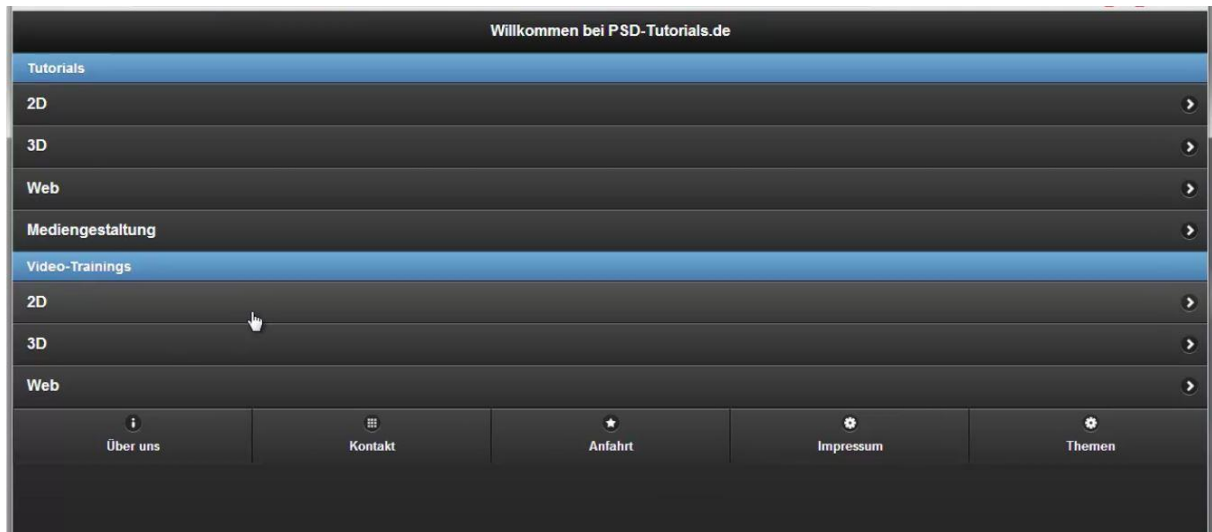 Willkommen bei PSD-Tutorials.de
Tutorials
2D
3D
Web
Mediengestaltung
Video-Trainings
2D
3D
Web
Über uns Kontakt Anfahrt Impressum Themen